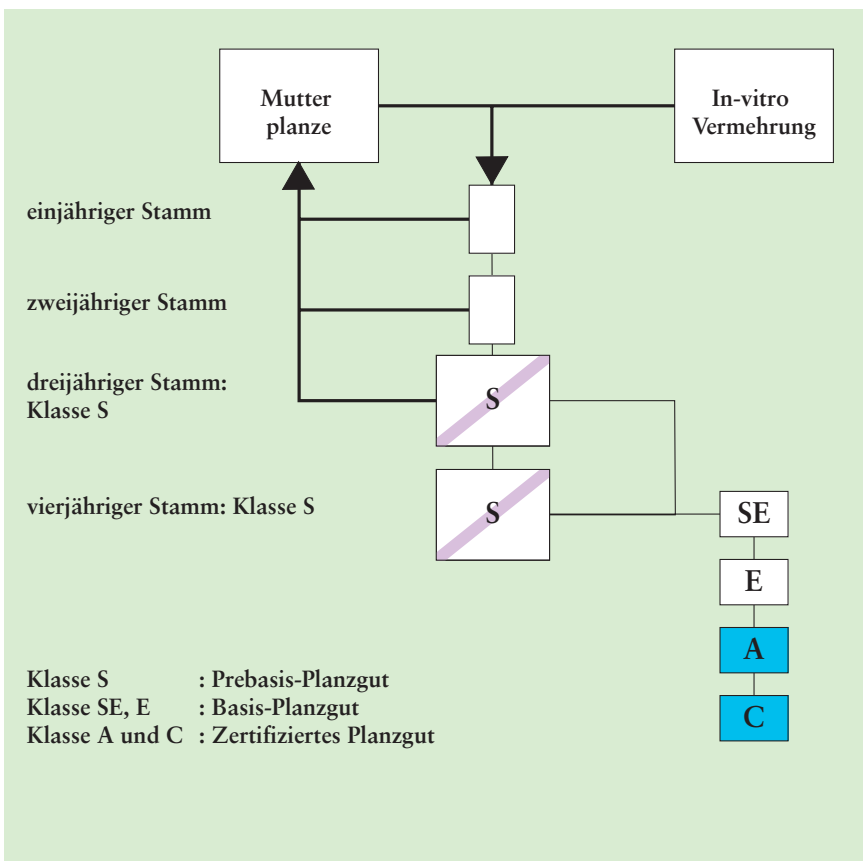 Mutter
planze
In-vitro
Vermehrung
einjähriger Stamm
zweijähriger Stamm
dreijähriger Stamm:
Klasse S
S
vierjähriger Stamm: Klasse S
S
SE
E
A
C
Klasse S : Prebasis-Planzgut
Klasse SE, E : Basis-Planzgut
Klasse A und C : Zertifiziertes Planzgut